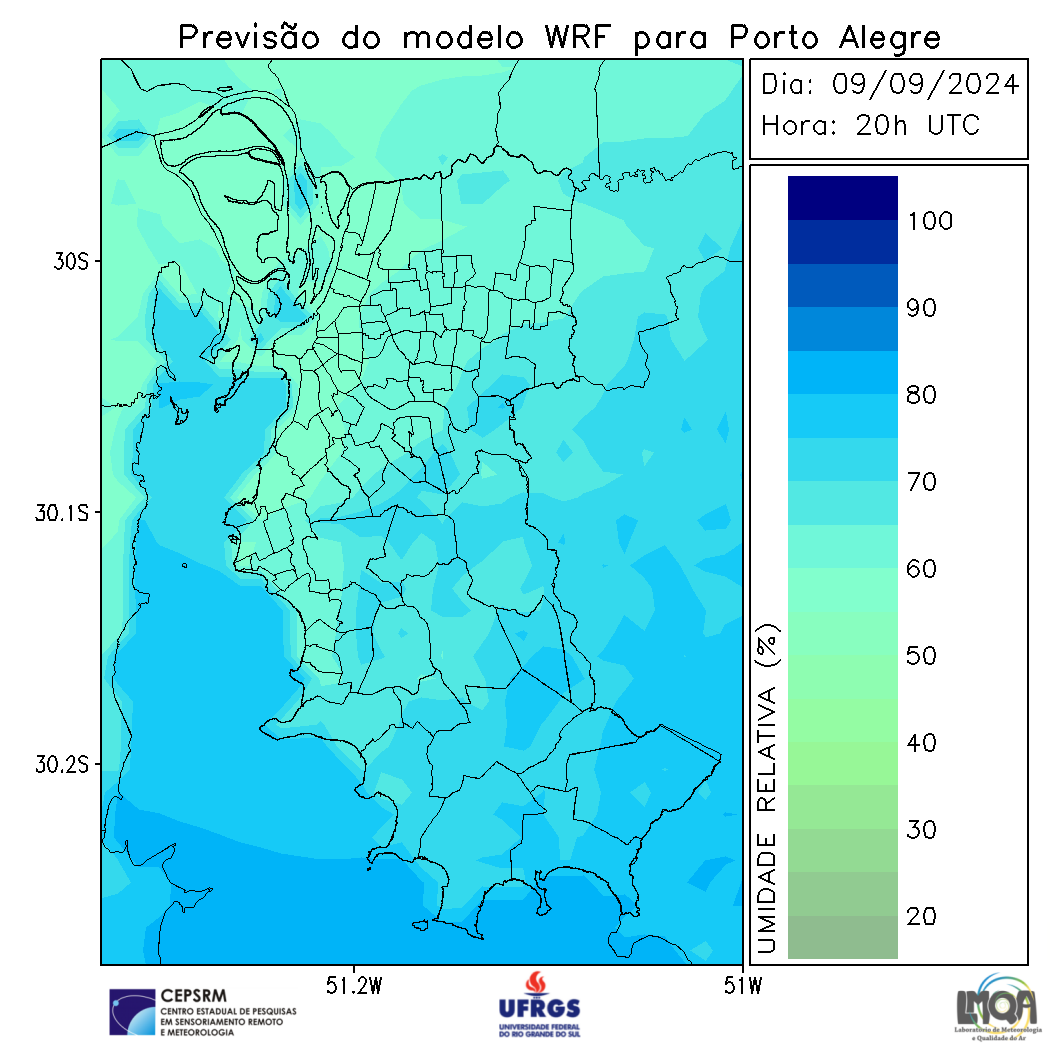 Previsão do modelo WRF para Porto Alegre
Dia: 09/09/2024
Hora: 20h UTC
30S
30.1S
30.2S
51.2W
51W
UMIDADE RELATIVA (%)
100
90
80
70
60
50
40
30
20
CEPSRM
CENTRO ESTADUAL DE PESQUISAS
EM SENSORIAMENTO REMOTO
E METEOROLOGIA
UFRGS
UNIVERSIDADE FEDERAL
DO RIO GRANDE DO SUL
LMQA
Laboratório de Meteorologia
e Qualidade do Ar